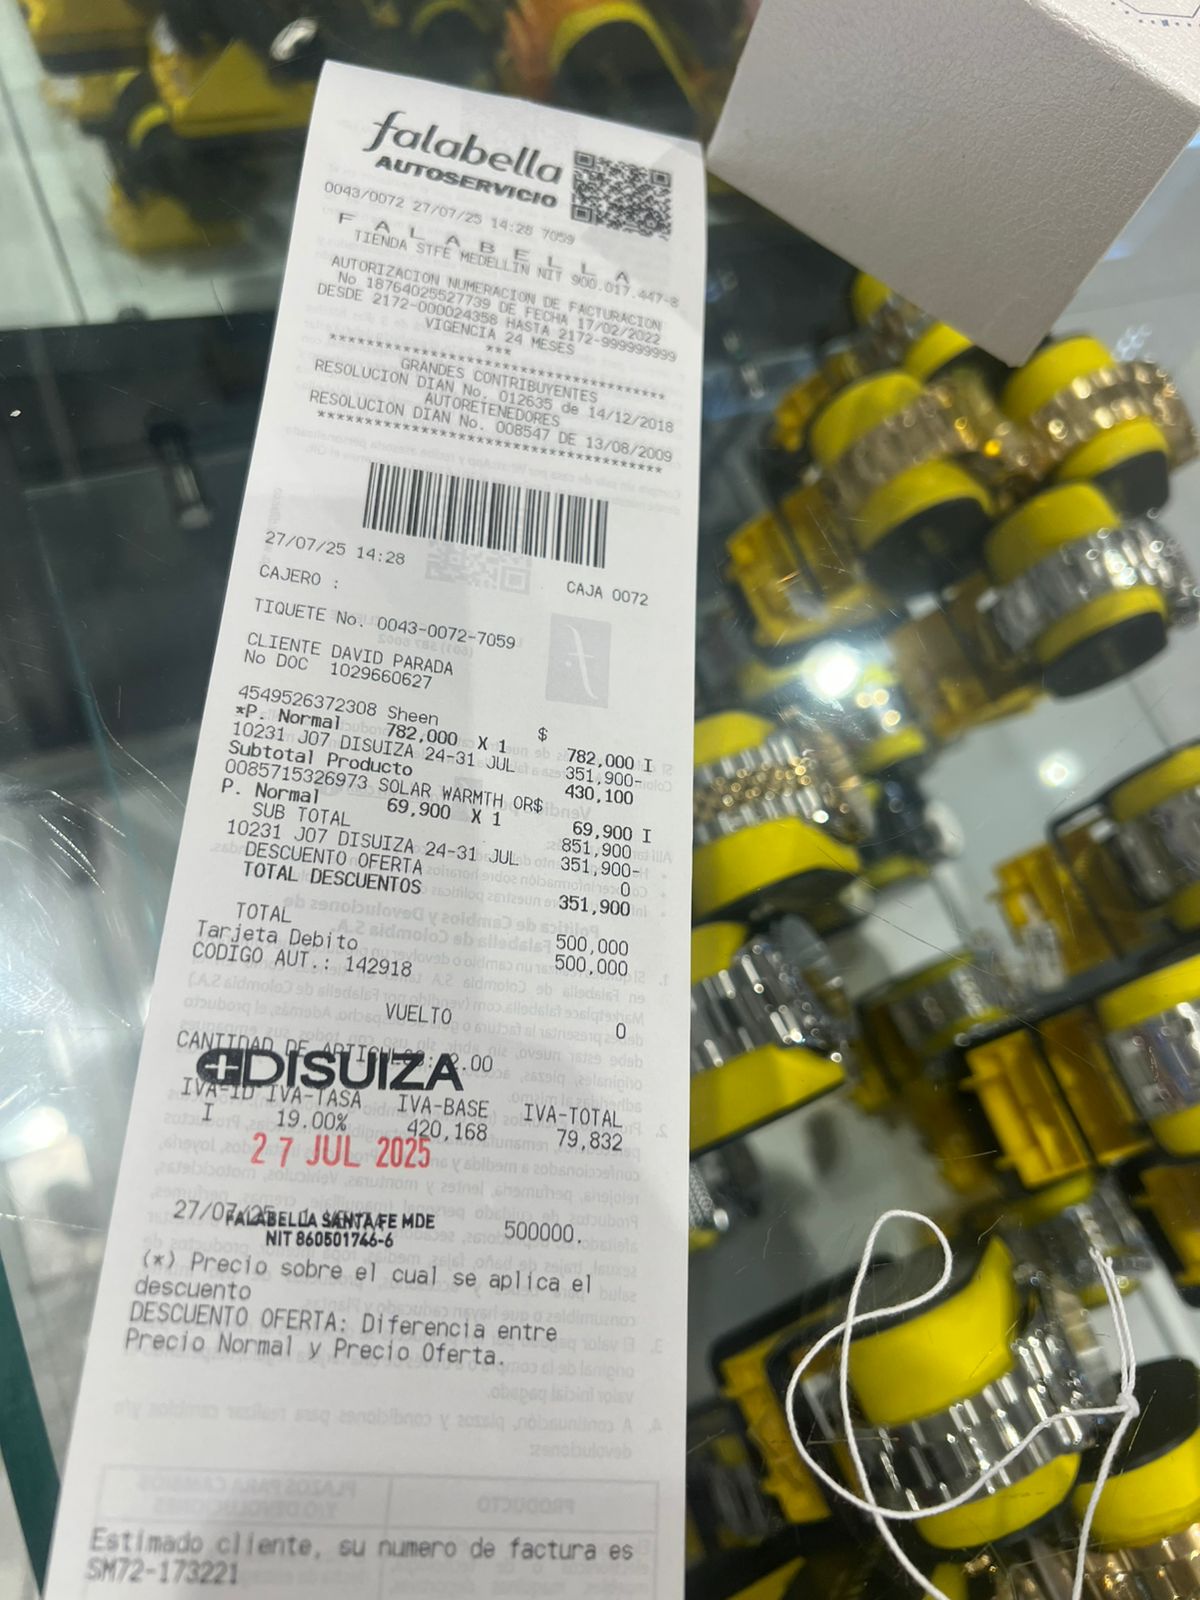 falabella
AUTOSERVICIO
0043/0072 27/07/25 14:28 7059
F A L A B E L L A
TIENDA STFE MEDELLIN NIT 900.017.447-8
AUTORIZACION NUMERACION DE FACTURACION
No 18764025527739 DE FECHA 17/02/2022
DESDE 2172-000024358 HASTA 2172-999999999
VIGENCIA 24 MESES
***
****************************************
GRANDES CONTRIBUYENTES
RESOLUCION DIAN No. 012635 de 14/12/2018
AUTORETENEDORES
RESOLUCION DIAN No. 008547 DE 13/08/2009
****************************************
27/07/25 14:28
CAJERO : CAJA 0072
TIQUETE No. 0043-0072-7059
CLIENTE DAVID PARADA
No DOC 1029660627
4549526372308 Sheen $
*P. Normal 782,000 X 1 782,000 I
10231 J07 DISUIZA 24-31 JUL 351,900-
Subtotal Producto 430,100
0085715326973 SOLAR WARMTH OR$
P. Normal 69,900 X 1 69,900 I
SUB TOTAL 851,900
10231 J07 DISUIZA 24-31 JUL 351,900-
DESCUENTO OFERTA 0
TOTAL DESCUENTOS 351,900
TOTAL 500,000
Tarjeta Debito 500,000
CODIGO AUT.: 142918
VUELTO 0
CANTIDAD DE ARTICULOS: 2.00
DISUIZA
IVA-ID IVA-TASA IVA-BASE IVA-TOTAL
I 19.00% 420,168 79,832
27 JUL 2025
27/07/25 500000.
FALABELLA SANTA FE MDE
NIT 860501746-6
(*) Precio sobre el cual se aplica el
descuento
DESCUENTO OFERTA: Diferencia entre
Precio Normal y Precio Oferta.
Estimado cliente, su numero de factura es
SM72-173221